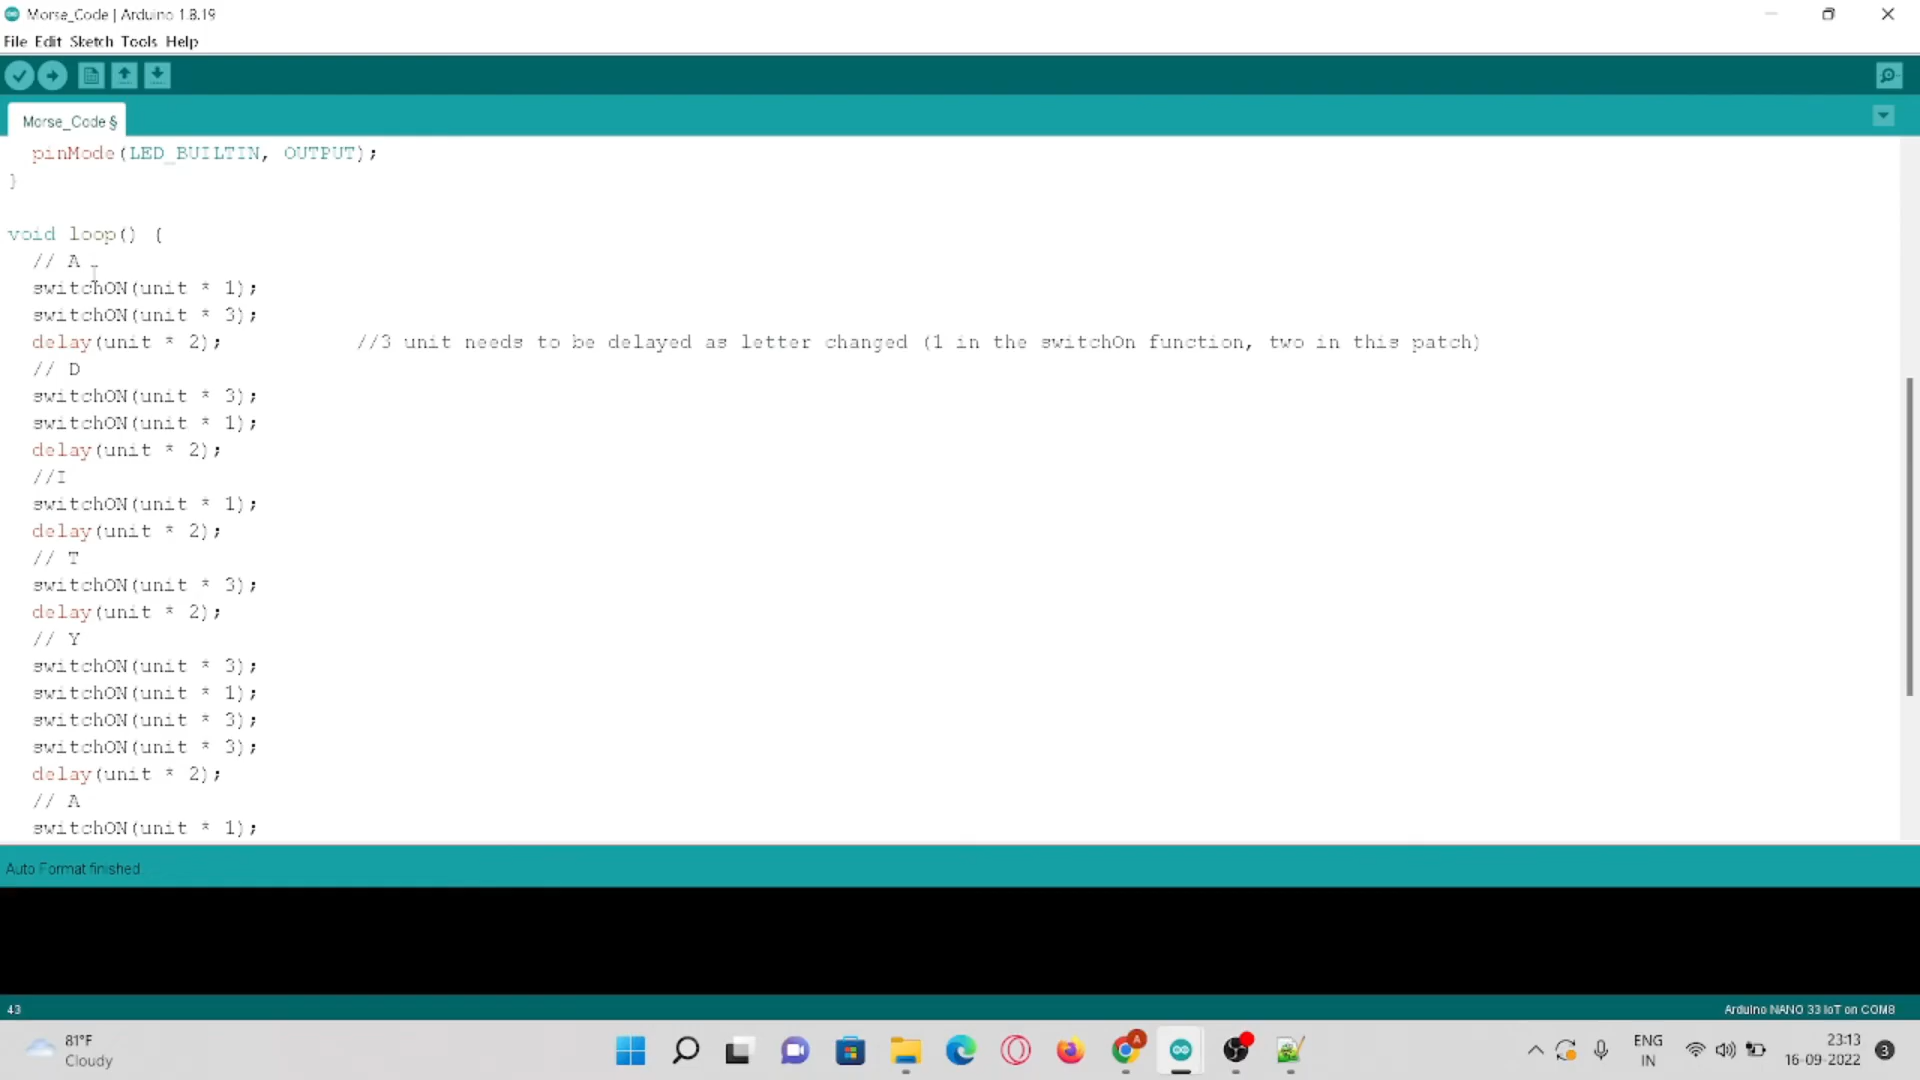 Morse_Code | Arduino 1.8.19
File Edit Sketch Tools Help
Morse_Code §
pinMode(LED_BUILTIN, OUTPUT);
}
void loop() {
// A
switchON(unit * 1);
switchON(unit * 3);
delay(unit * 2); //3 unit needs to be delayed as letter changed (1 in the switchOn function, two in this patch)
// D
switchON(unit * 3);
switchON(unit * 1);
delay(unit * 2);
//I
switchON(unit * 1);
delay(unit * 2);
// T
switchON(unit * 3);
delay(unit * 2);
// Y
switchON(unit * 3);
switchON(unit * 1);
switchON(unit * 3);
switchON(unit * 3);
delay(unit * 2);
// A
switchON(unit * 1);
Auto Format finished.
43
Arduino NANO 33 IoT on COM8
81°F
Cloudy
A
ENG
IN
23:13
16-09-2022
3